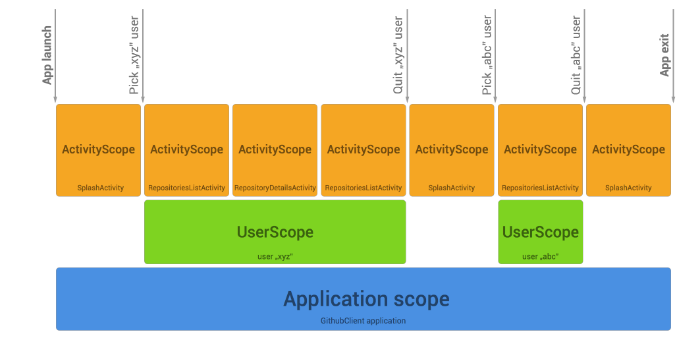 App launch
Pick „xyz" user
Quit „xyz" user
Pick „abc" user
Quit „abc" user
App exit
ActivityScope
SplashActivity
ActivityScope
RepositoriesListActivity
ActivityScope
RepositoryDetailsActivity
ActivityScope
RepositoriesListActivity
ActivityScope
SplashActivity
ActivityScope
RepositoriesListActivity
ActivityScope
SplashActivity
UserScope
user „xyz"
UserScope
user „abc"
Application scope
GithubClient application